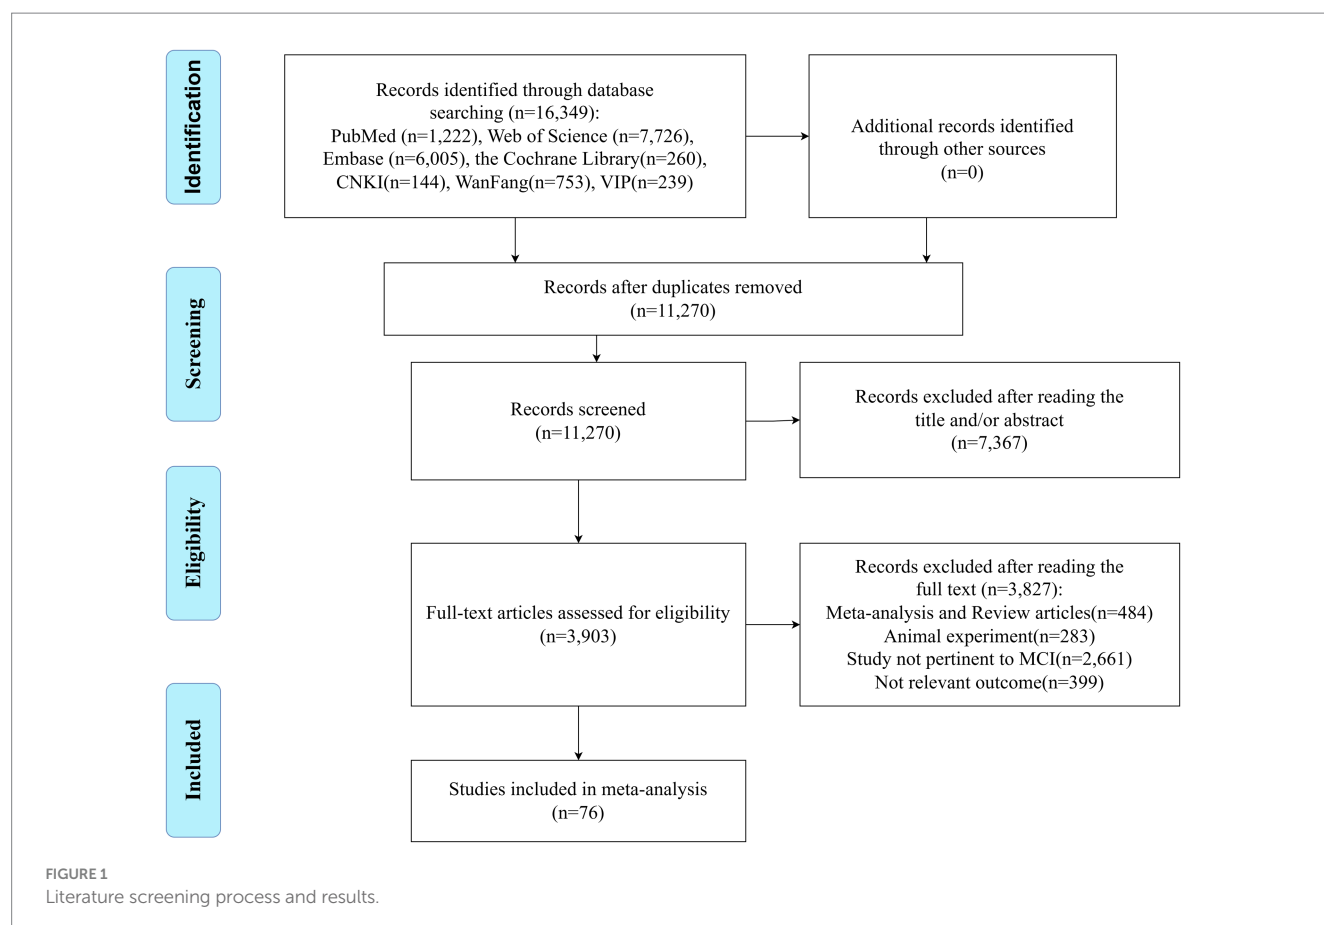 Identification
Records identified through database
searching (n=16,349):
PubMed (n=1,222), Web of Science (n=7,726),
Embase (n=6,005), the Cochrane Library(n=260),
CNKI(n=144), WanFang(n=753), VIP(n=239)
Additional records identified
through other sources
(n=0)
Screening
Records after duplicates removed
(n=11,270)
Records screened
(n=11,270)
Records excluded after reading the
title and/or abstract
(n=7,367)
Eligibility
Full-text articles assessed for eligibility
(n=3,903)
Records excluded after reading the
full text (n=3,827):
Meta-analysis and Review articles(n=484)
Animal experiment(n=283)
Study not pertinent to MCI(n=2,661)
Not relevant outcome(n=399)
Included
Studies included in meta-analysis
(n=76)
FIGURE 1
Literature screening process and results.